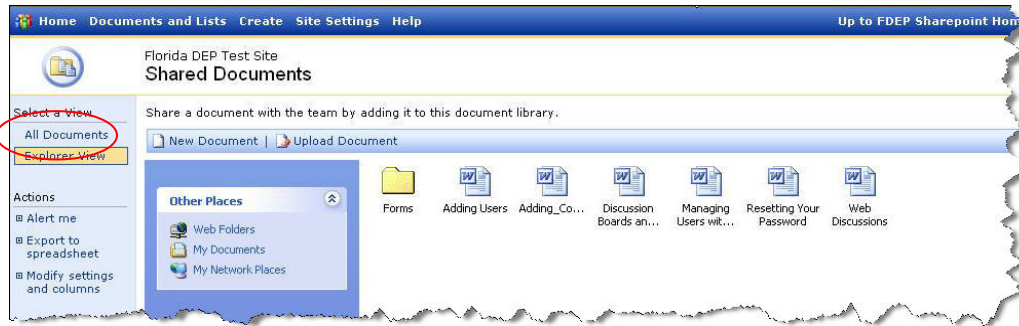 Home Documents and Lists Create Site Settings Help Up to FDEP Sharepoint Hom
Florida DEP Test Site
Shared Documents
Select a View
All Documents
Explorer View
Actions
Alert me
Export to
spreadsheet
Modify settings
and columns
Share a document with the team by adding it to this document library.
New Document | Upload Document
Other Places
Web Folders
My Documents
My Network Places
Forms
Adding Users
Adding_Co...
Discussion
Boards an...
Managing
Users wit...
Resetting Your
Password
Web
Discussions